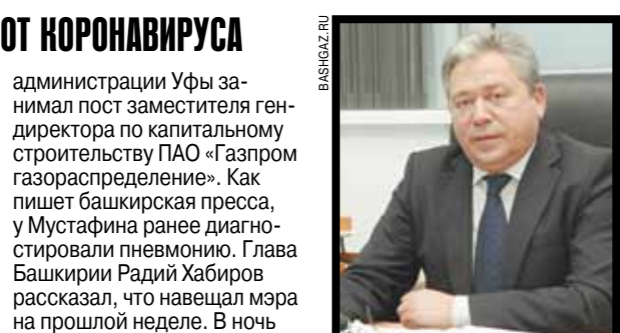 ОТ КОРОНАВИРУСА
администрации Уфы за-
нимал пост заместителя ген-
директора по капитальному
строительству ПАО «Газпром
газораспределение». Как
пишет башкирская пресса,
у Мустафина ранее диагно-
стировали пневмонию. Глава
Башкирии Радий Хабиров
рассказал, что навещал мэра
на прошлой неделе. В ночь
BASHGAZ.RU